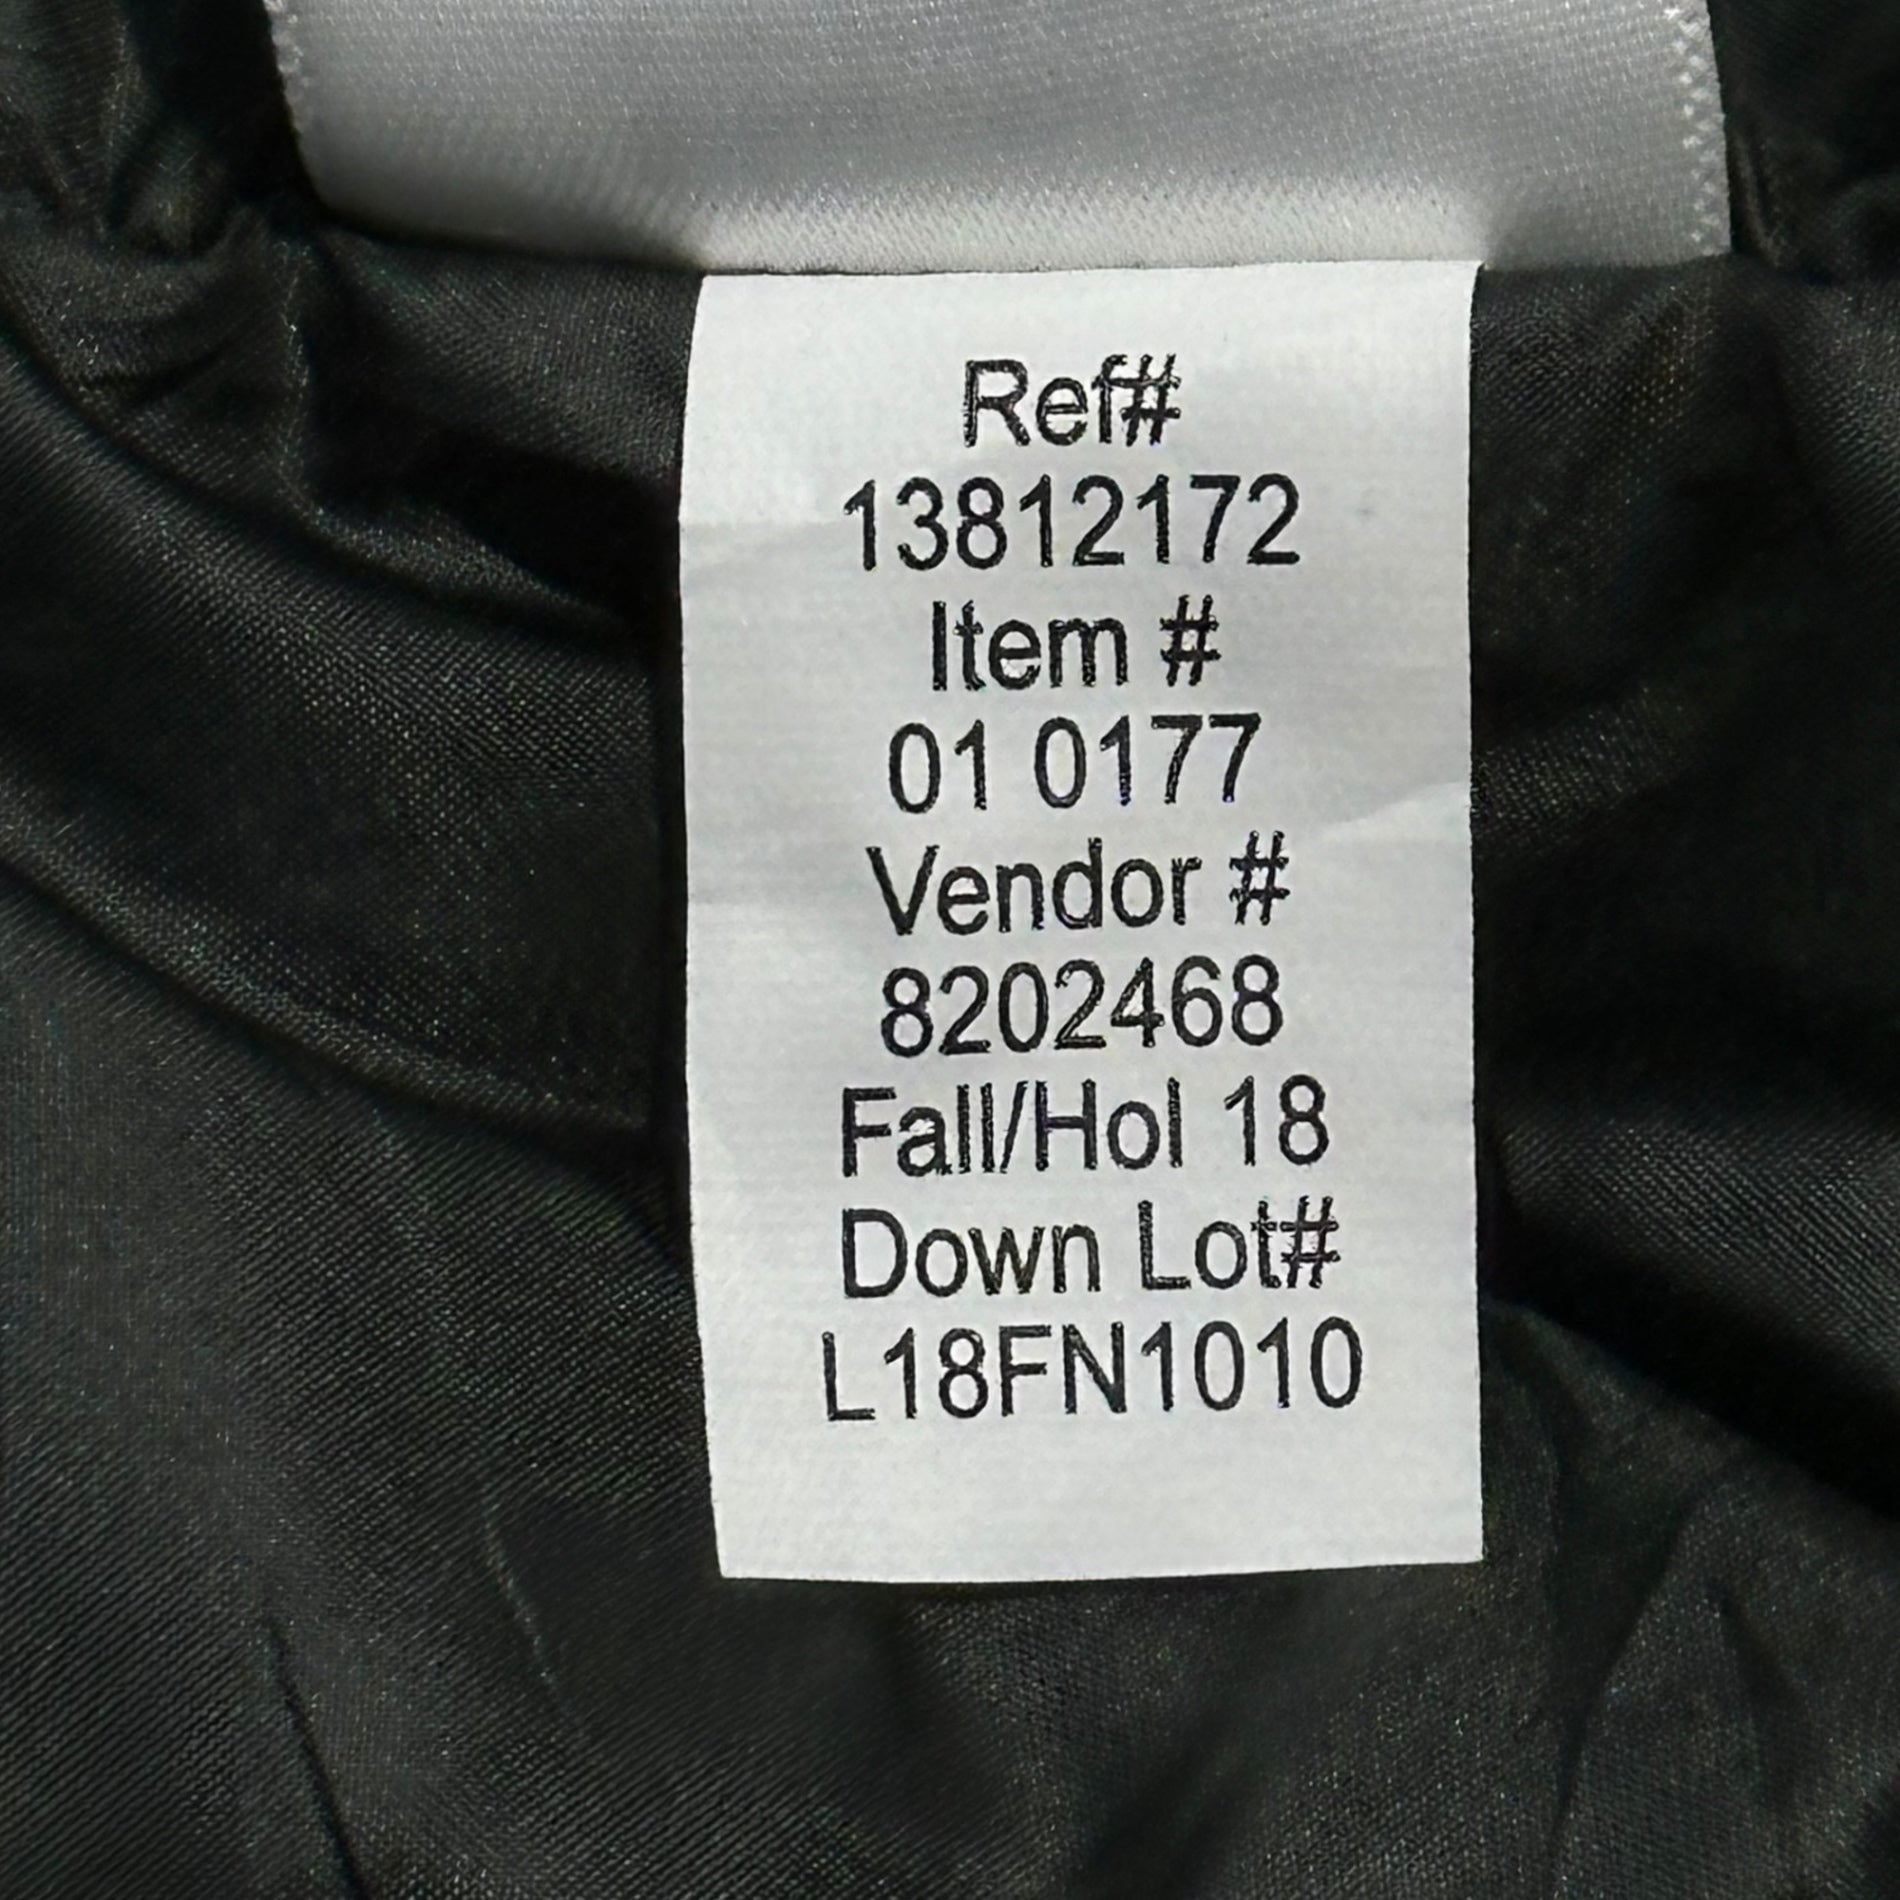 Ref#
13812172
Item #
01 0177
Vendor #
8202468
Fall/Hol 18
Down Lot#
L18FN1010